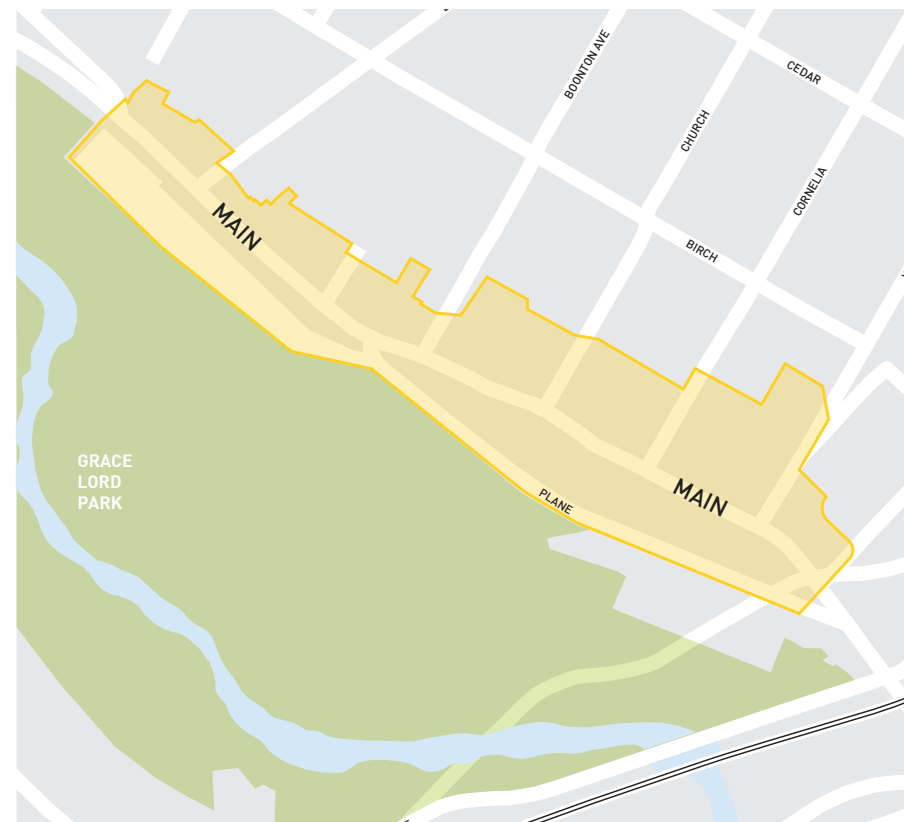 BOONTON AVE
CEDAR
CHURCH
CORNELIA
MAIN
BIRCH
GRACE
LORD
PARK
MAIN
PLANE